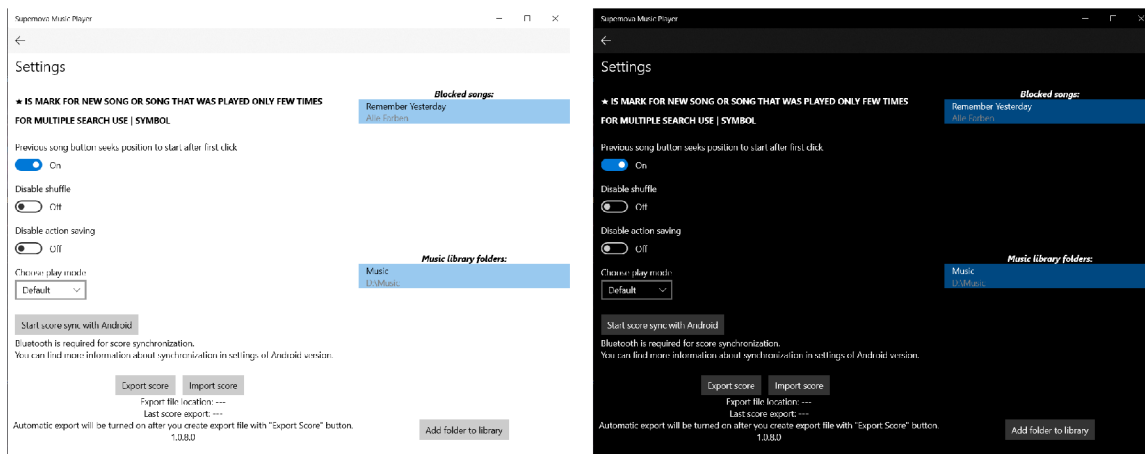 Supernova Music Player
Settings
★ IS MARK FOR NEW SONG OR SONG THAT WAS PLAYED ONLY FEW TIMES
FOR MULTIPLE SEARCH USE | SYMBOL
Blocked songs:
Remember Yesterday
Alle Farben
Previous song button seeks position to start after first click
On
Disable shuffle
Off
Disable action saving
Off
Music library folders:
Music
D:\Music
Choose play mode
Default
Start score sync with Android
Bluetooth is required for score synchronization.
You can find more information about synchronization in settings of Android version.
Export score Import score
Export file location: ---
Last score export: ---
Automatic export will be turned on after you create export file with "Export Score" button.
1.0.8.0
Add folder to library
Supernova Music Player
Settings
★ IS MARK FOR NEW SONG OR SONG THAT WAS PLAYED ONLY FEW TIMES
FOR MULTIPLE SEARCH USE | SYMBOL
Blocked songs:
Remember Yesterday
Alle Farben
Previous song button seeks position to start after first click
On
Disable shuffle
Off
Disable action saving
Off
Music library folders:
Music
D:\Music
Choose play mode
Default
Start score sync with Android
Bluetooth is required for score synchronization.
You can find more information about synchronization in settings of Android version.
Export score Import score
Export file location: ---
Last score export: ---
Automatic export will be turned on after you create export file with "Export Score" button.
1.0.8.0
Add folder to library